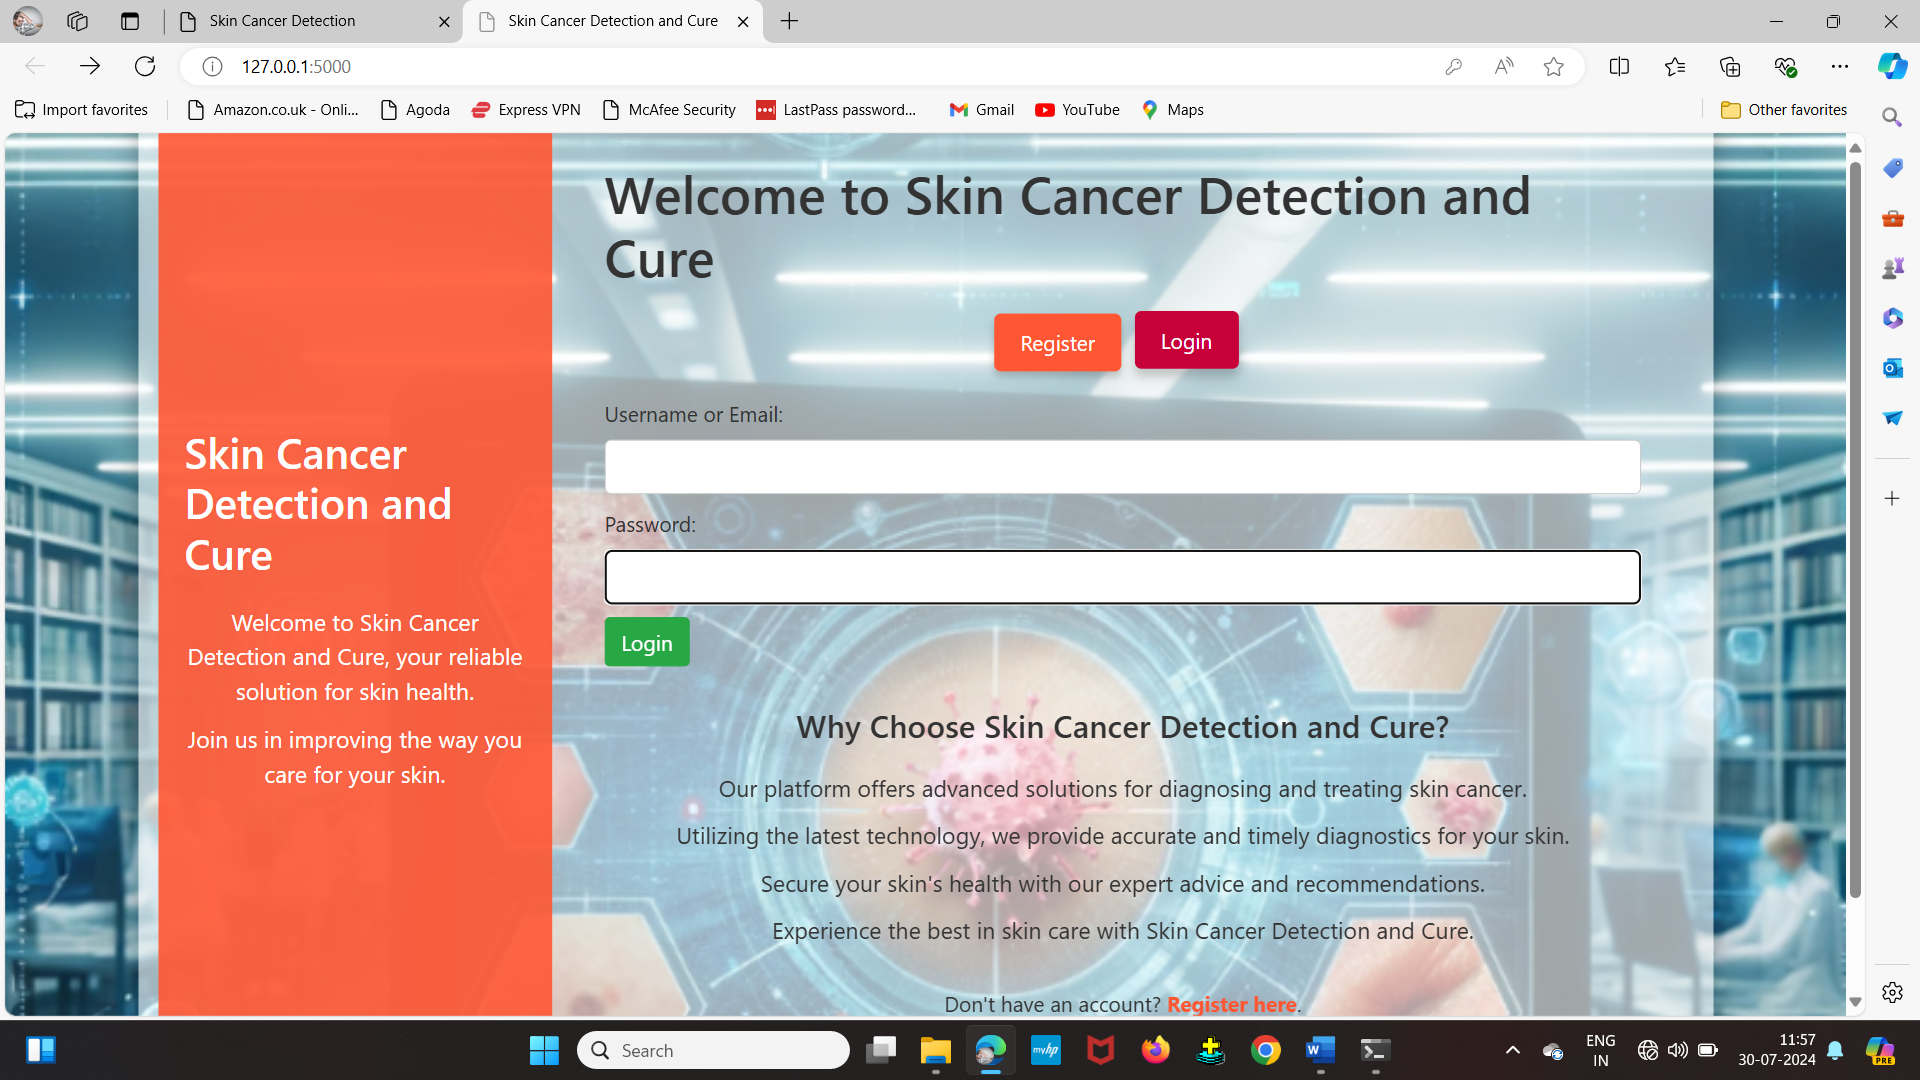 Skin Cancer Detection
Skin Cancer Detection and Cure
127.0.0.1:5000
Import favorites
Amazon.co.uk - Onli...
Agoda
Express VPN
McAfee Security
LastPass password...
Gmail
YouTube
Maps
Other favorites
Skin Cancer
Detection and
Cure
Welcome to Skin Cancer
Detection and Cure, your reliable
solution for skin health.
Join us in improving the way you
care for your skin.
Welcome to Skin Cancer Detection and
Cure
Register
Login
Username or Email:
Password:
Login
Why Choose Skin Cancer Detection and Cure?
Our platform offers advanced solutions for diagnosing and treating skin cancer.
Utilizing the latest technology, we provide accurate and timely diagnostics for your skin.
Secure your skin's health with our expert advice and recommendations.
Experience the best in skin care with Skin Cancer Detection and Cure.
Don't have an account? Register here.
Search
myhp
ENG
IN
11:57
30-07-2024
PRE